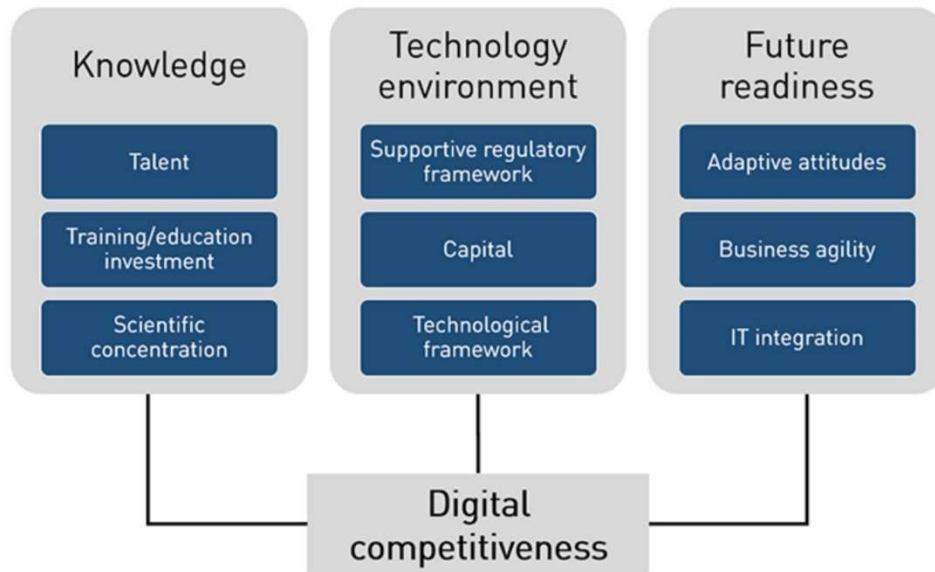 Knowledge
Talent
Training/education
investment
Scientific
concentration
Technology
environment
Supportive regulatory
framework
Capital
Technological
framework
Future
readiness
Adaptive attitudes
Business agility
IT integration
Digital
competitiveness